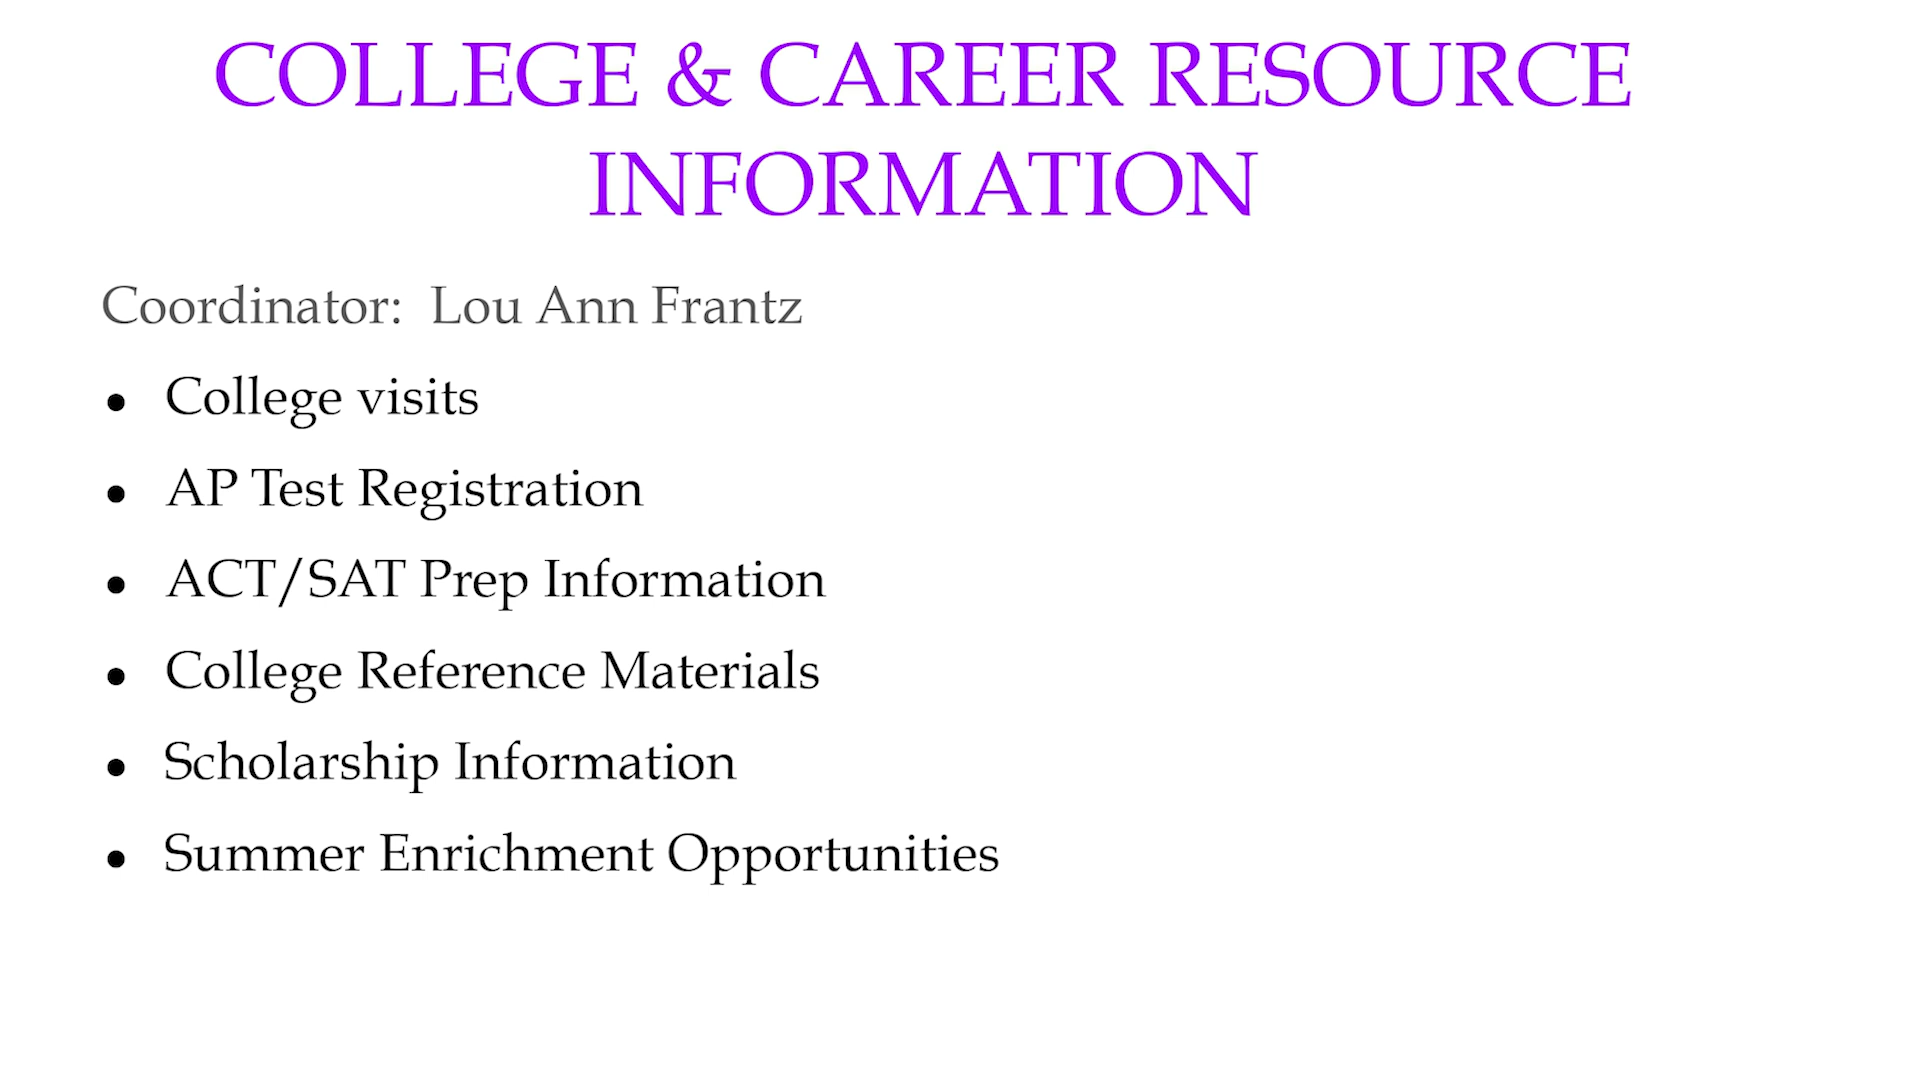 COLLEGE & CAREER RESOURCE
INFORMATION
Coordinator:  Lou Ann Frantz
• College visits
• AP Test Registration
• ACT/SAT Prep Information
• College Reference Materials
• Scholarship Information
• Summer Enrichment Opportunities